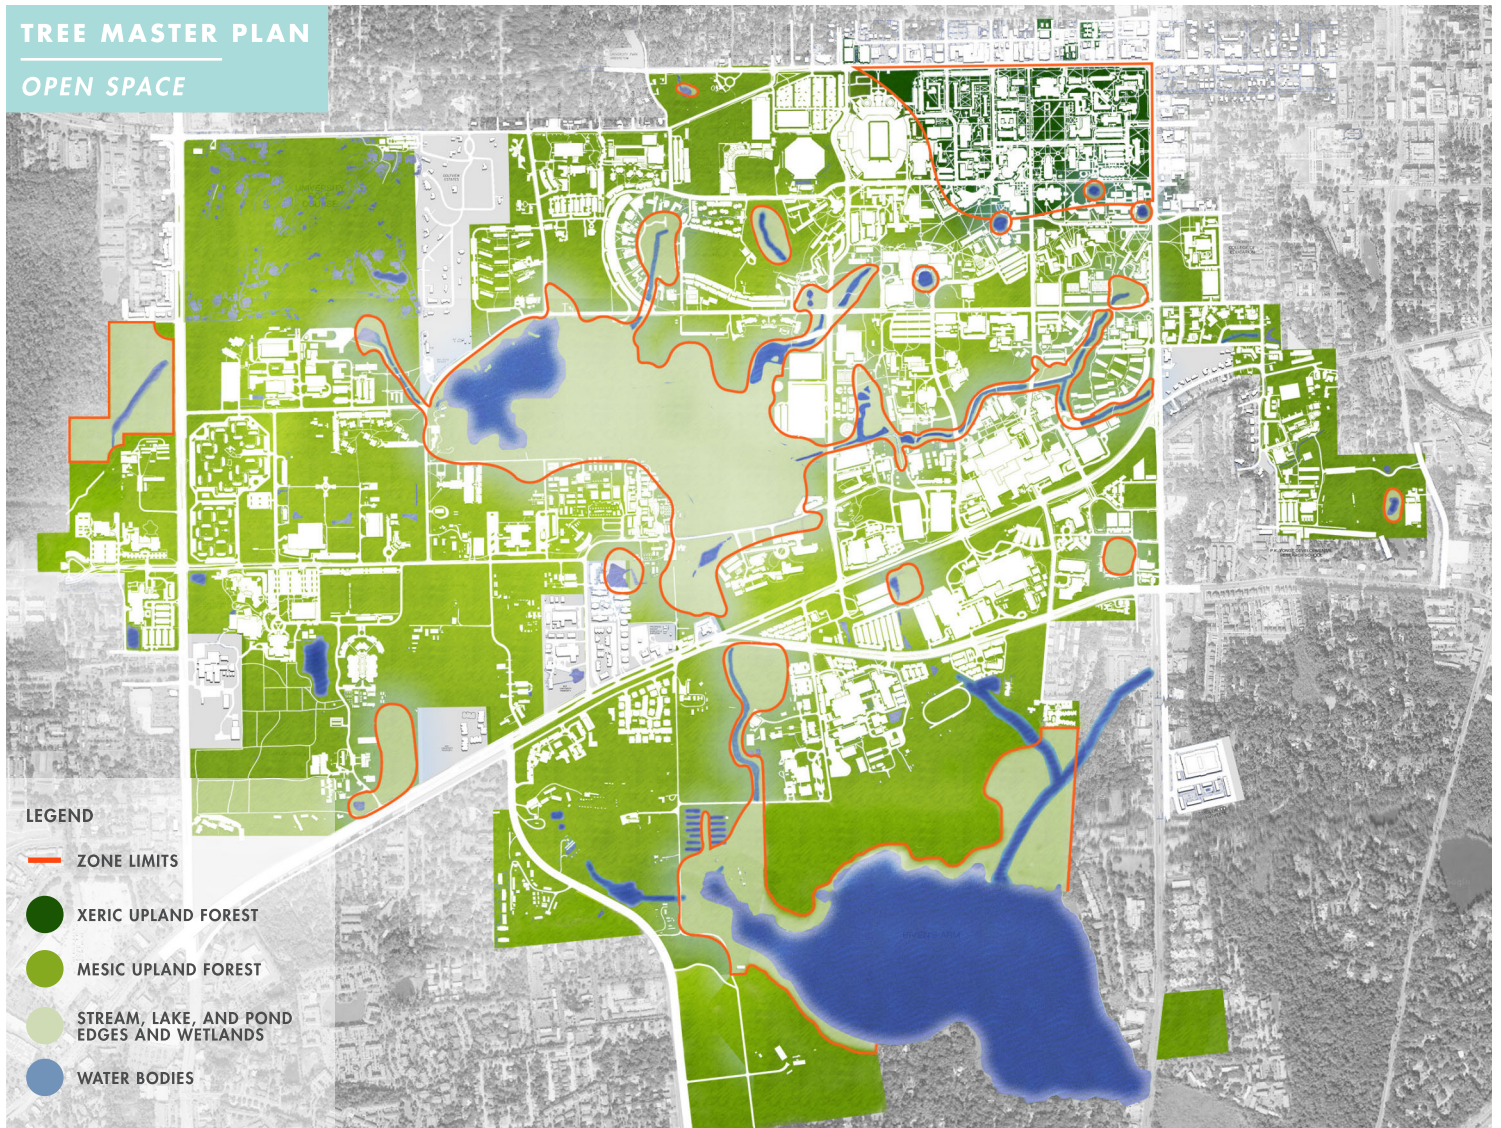 TREE MASTER PLAN
OPEN SPACE
LEGEND
ZONE LIMITS
XERIC UPLAND FOREST
MESIC UPLAND FOREST
STREAM, LAKE, AND POND
EDGES AND WETLANDS
WATER BODIES